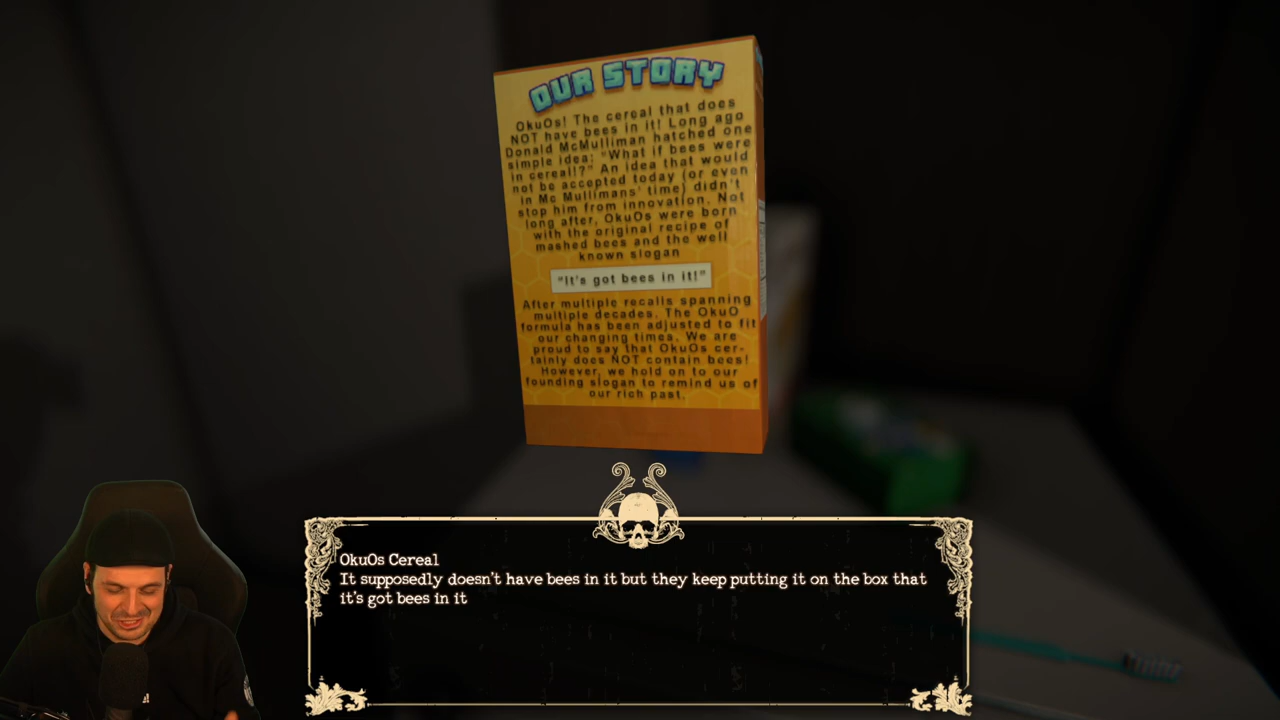 OUR STORY
OkuOs! The cereal that does
NOT have bees in it! Long ago
Donald McMulliman hatched one
simple idea: "What if bees were
in cereal!?" An idea that would
not be accepted today (or even
in Mc Mullimans' time) didn't
stop him from innovation. Not
long after, OkuOs were born
with the original recipe of
mashed bees and the well
known slogan
"It's got bees in it!"
After multiple recalls spanning
multiple decades. The OkuO
formula has been adjusted to fit
our changing times. We are
proud to say that OkuOs cer-
tainly does NOT contain bees!
However, we hold on to our
founding slogan to remind us of
our rich past.
OkuOs Cereal
It supposedly doesn't have bees in it but they keep putting it on the box that
it's got bees in it